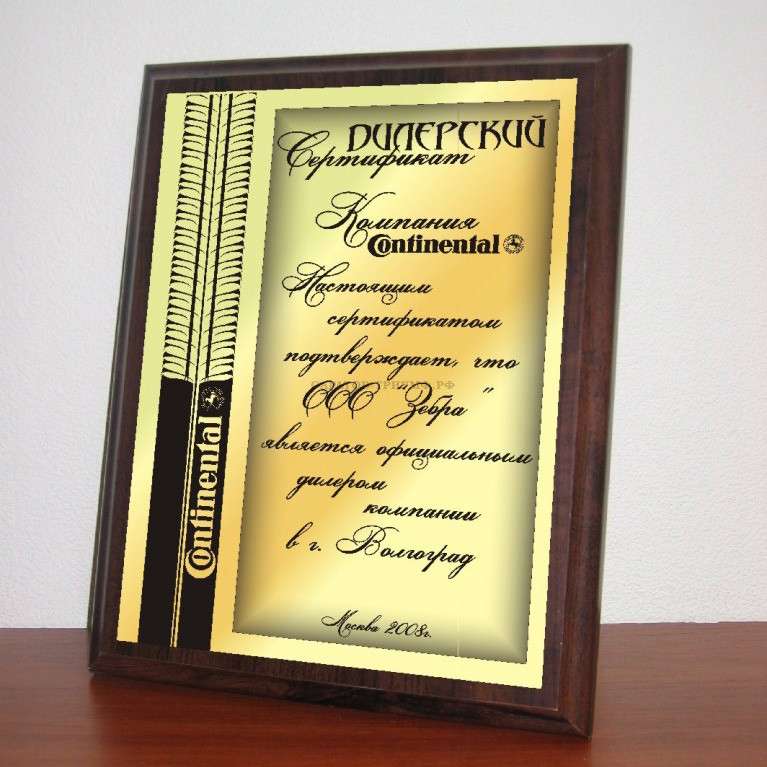 ДИЛЕРСКИЙ
Сертификат
Компания
Continental
Настоящим
сертификатом
подтверждает, что
ООО "Зебра"
является официальным
дилером
компании
в г. Волгоград
Москва 2008г.
Continental